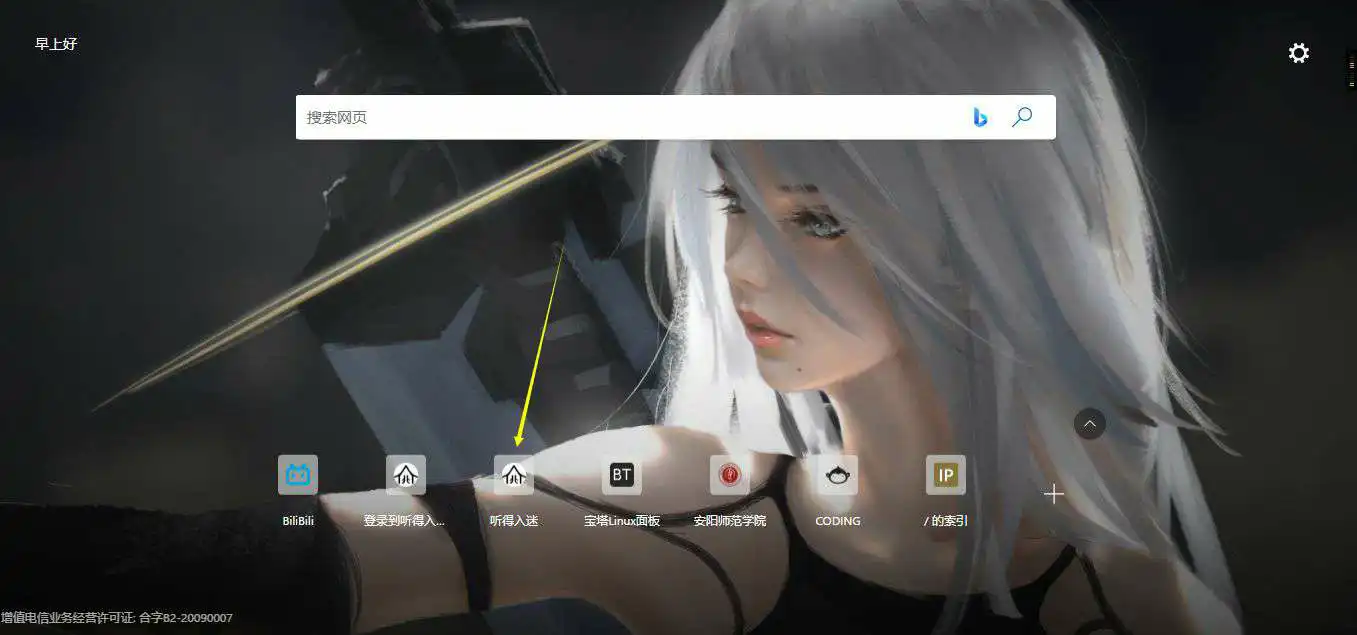 早上好
搜索网页
BT
IP
BiliBili
登录到听得入...
听得入迷
宝塔Linux面板
安阳师范学院
CODING
/ 的索引
增值电信业务经营许可证: 合字B2-20090007